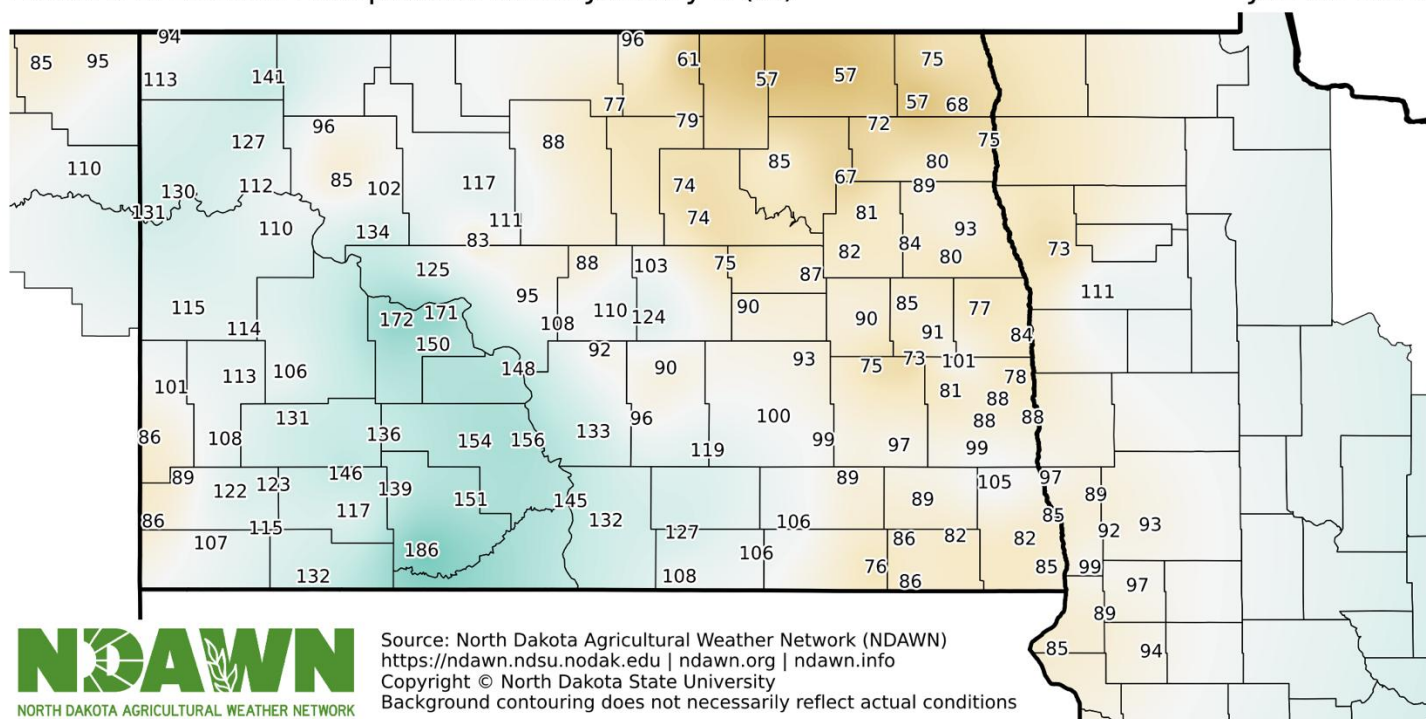 94 96
85 95 61 75
113 141 57 57
77 57 68
96 79 72
127 88 75
110 85 80
130 112 85 102 117 74 67 89
131 111 74 81
110 134 83 82 84 93
125 88 103 75 87 80 73
95 111
115 172 171 108 110 124 90 90 85 77
114 150 92 91 84
101 113 106 148 90 93 75 73 101 78
131 96 100 81 88 88
86 108 136 154 156 133 119 99 97 88 99
89 123 146 89 105 97
122 117 139 151 145 89 89
86 115 132 127 106 86 82 82 85 92 93
107 186 106 76 85 99
132 108 86 97
89
85 94
NDAWN
NORTH DAKOTA AGRICULTURAL WEATHER NETWORK
Source: North Dakota Agricultural Weather Network (NDAWN)
https://ndawn.ndsu.nodak.edu | ndawn.org | ndawn.info
Copyright © North Dakota State University
Background contouring does not necessarily reflect actual conditions